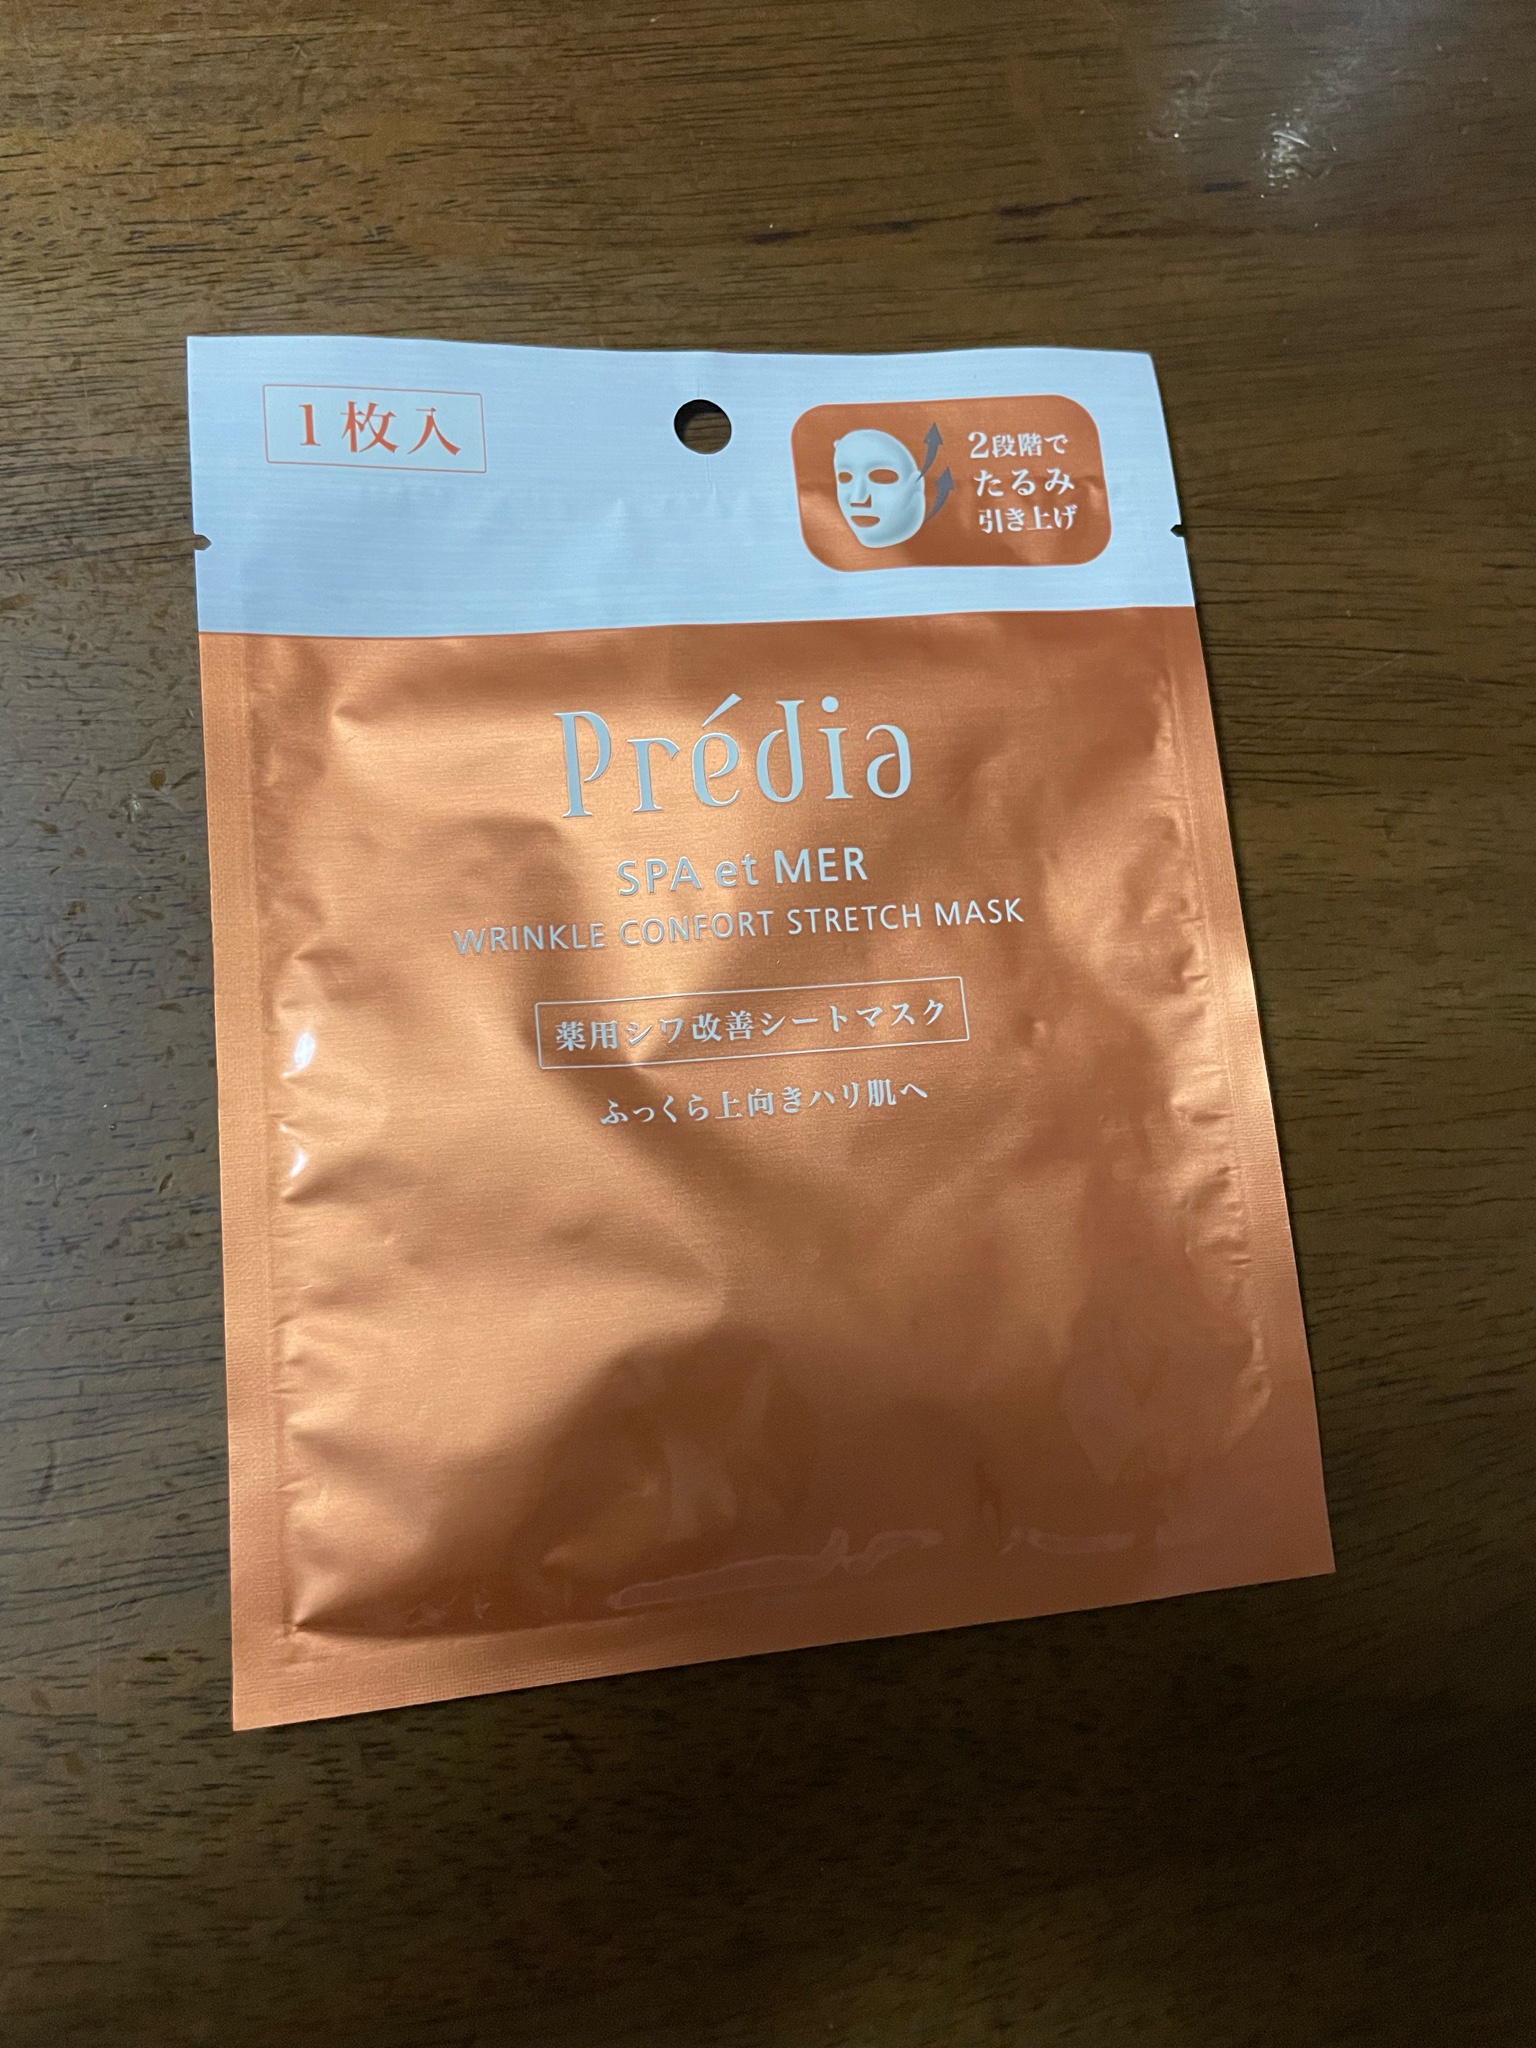 1枚入
2段階で
たるみ
引き上げ
Prédia
SPA et MER
WRINKLE CONFORT STRETCH MASK
薬用シワ改善シートマスク
ふっくら上向きハリ肌へ